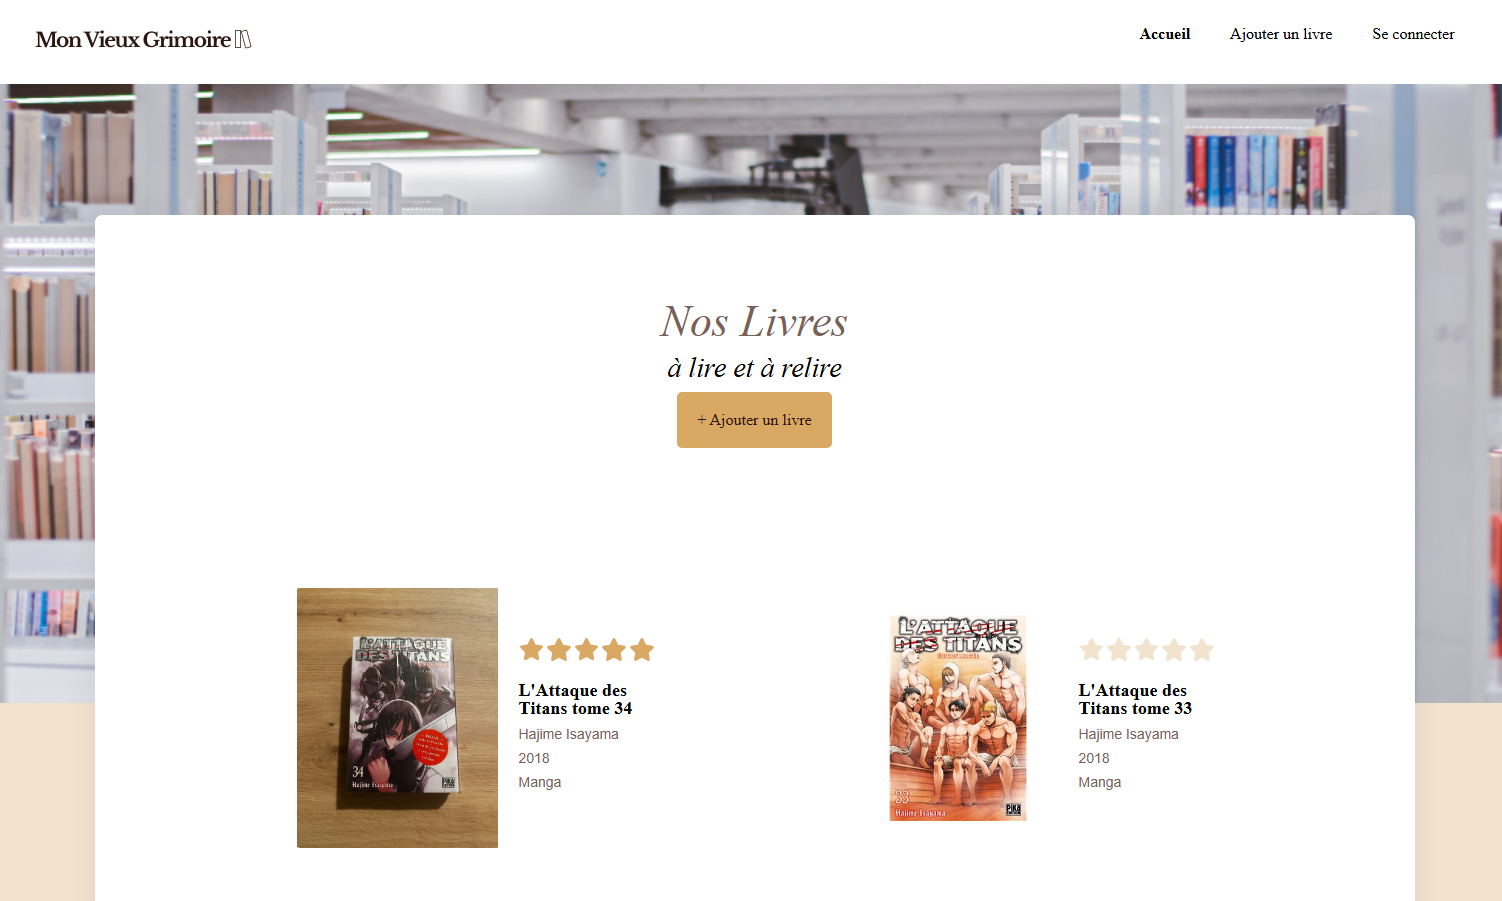 Mon Vieux Grimoire
Accueil
Ajouter un livre
Se connecter
Nos Livres
à lire et à relire
+ Ajouter un livre
L'ATTAQUE
DES TITANS
34
Hajime Isayama
PIKA
L'Attaque des
Titans tome 34
Hajime Isayama
2018
Manga
L'ATTAQUE
DES TITANS
33
Hajime Isayama
PIKA
L'Attaque des
Titans tome 33
Hajime Isayama
2018
Manga